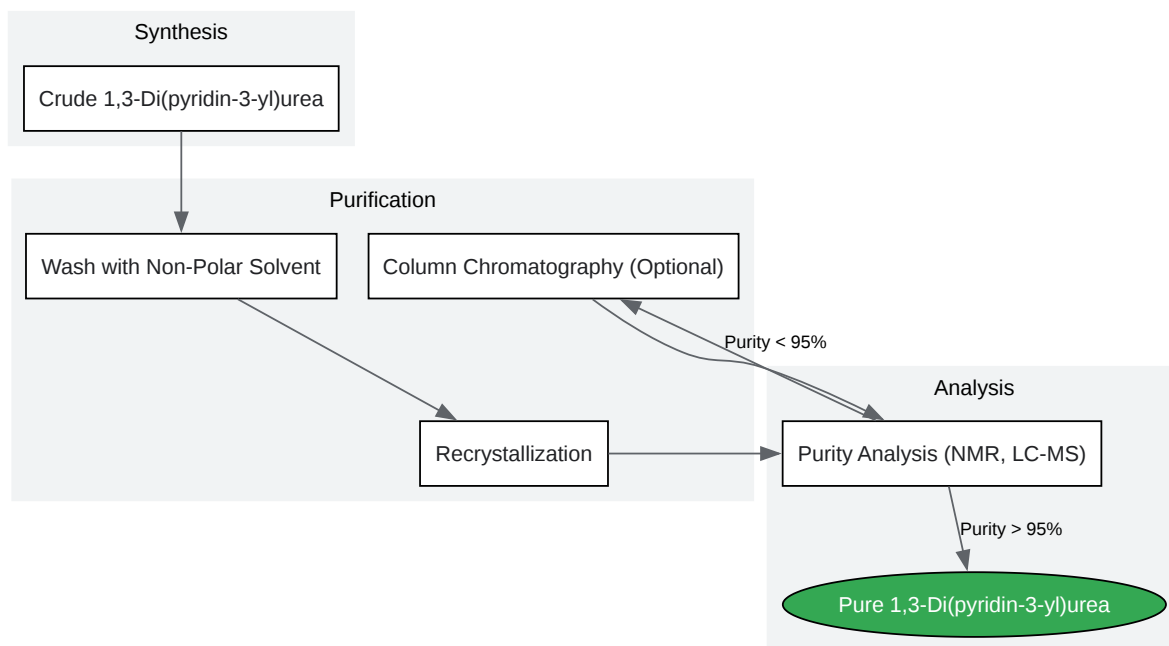 Synthesis
Crude 1,3-Di(pyridin-3-yl)urea
Purification
Wash with Non-Polar Solvent
Column Chromatography (Optional)
Purity < 95%
Analysis
Recrystallization
Purity Analysis (NMR, LC-MS)
Purity > 95%
Pure 1,3-Di(pyridin-3-yl)urea